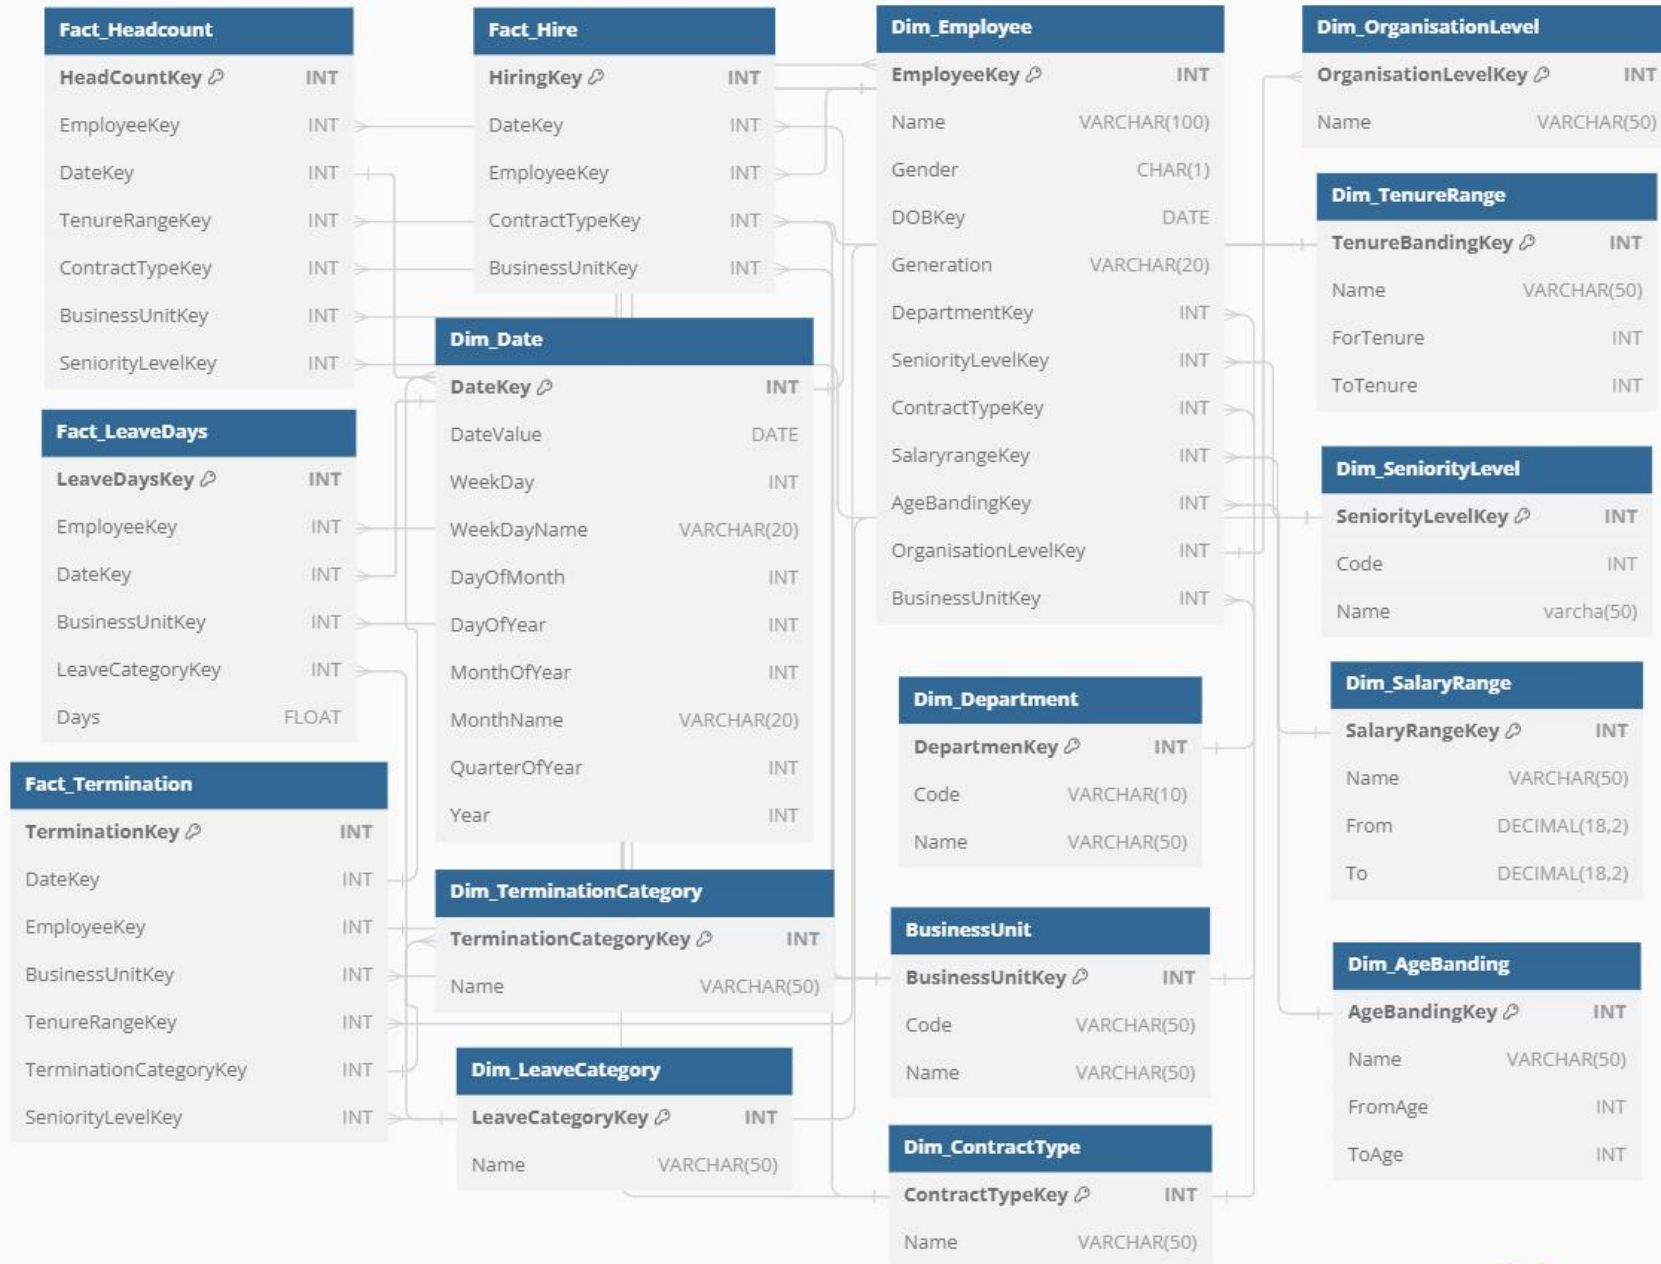 Fact_Headcount
HeadCountKey INT
EmployeeKey INT
DateKey INT
TenureRangeKey INT
ContractTypeKey INT
BusinessUnitKey INT
SeniorityLevelKey INT
Fact_Hire
HiringKey INT
DateKey INT
EmployeeKey INT
ContractTypeKey INT
BusinessUnitKey INT
Dim_Employee
EmployeeKey INT
Name VARCHAR(100)
Gender CHAR(1)
DOBKey DATE
Generation VARCHAR(20)
DepartmentKey INT
SeniorityLevelKey INT
ContractTypeKey INT
SalaryrangeKey INT
AgeBandingKey INT
OrganisationLevelKey INT
BusinessUnitKey INT
Dim_OrganisationLevel
OrganisationLevelKey INT
Name VARCHAR(50)
Dim_TenureRange
TenureBandingKey INT
Name VARCHAR(50)
ForTenure INT
ToTenure INT
Dim_Date
DateKey INT
DateValue DATE
WeekDay INT
WeekDayName VARCHAR(20)
DayOfMonth INT
DayOfYear INT
MonthOfYear INT
MonthName VARCHAR(20)
QuarterOfYear INT
Year INT
Fact_LeaveDays
LeaveDaysKey INT
EmployeeKey INT
DateKey INT
BusinessUnitKey INT
LeaveCategoryKey INT
Days FLOAT
Dim_SeniorityLevel
SeniorityLevelKey INT
Code INT
Name varcha(50)
Dim_Department
DepartmenKey INT
Code VARCHAR(10)
Name VARCHAR(50)
Dim_SalaryRange
SalaryRangeKey INT
Name VARCHAR(50)
From DECIMAL(18,2)
To DECIMAL(18,2)
Fact_Termination
TerminationKey INT
DateKey INT
EmployeeKey INT
BusinessUnitKey INT
TenureRangeKey INT
TerminationCategoryKey INT
SeniorityLevelKey INT
Dim_TerminationCategory
TerminationCategoryKey INT
Name VARCHAR(50)
BusinessUnit
BusinessUnitKey INT
Code VARCHAR(50)
Name VARCHAR(50)
Dim_AgeBanding
AgeBandingKey INT
Name VARCHAR(50)
FromAge INT
ToAge INT
Dim_LeaveCategory
LeaveCategoryKey INT
Name VARCHAR(50)
Dim_ContractType
ContractTypeKey INT
Name VARCHAR(50)